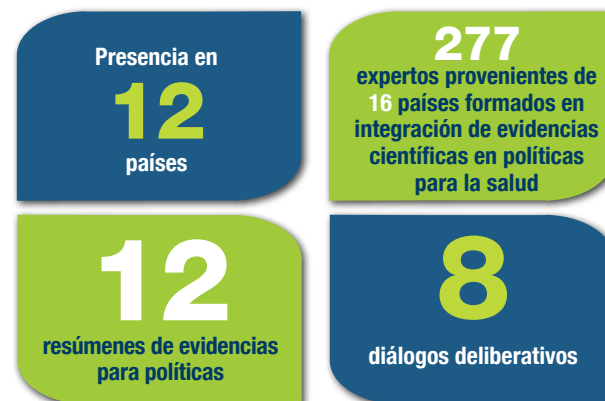 Presencia en
12
países
277
expertos provenientes de
16 países formados en
integración de evidencias
científicas en políticas
para la salud
12
resúmenes de evidencias
para políticas
8
diálogos deliberativos